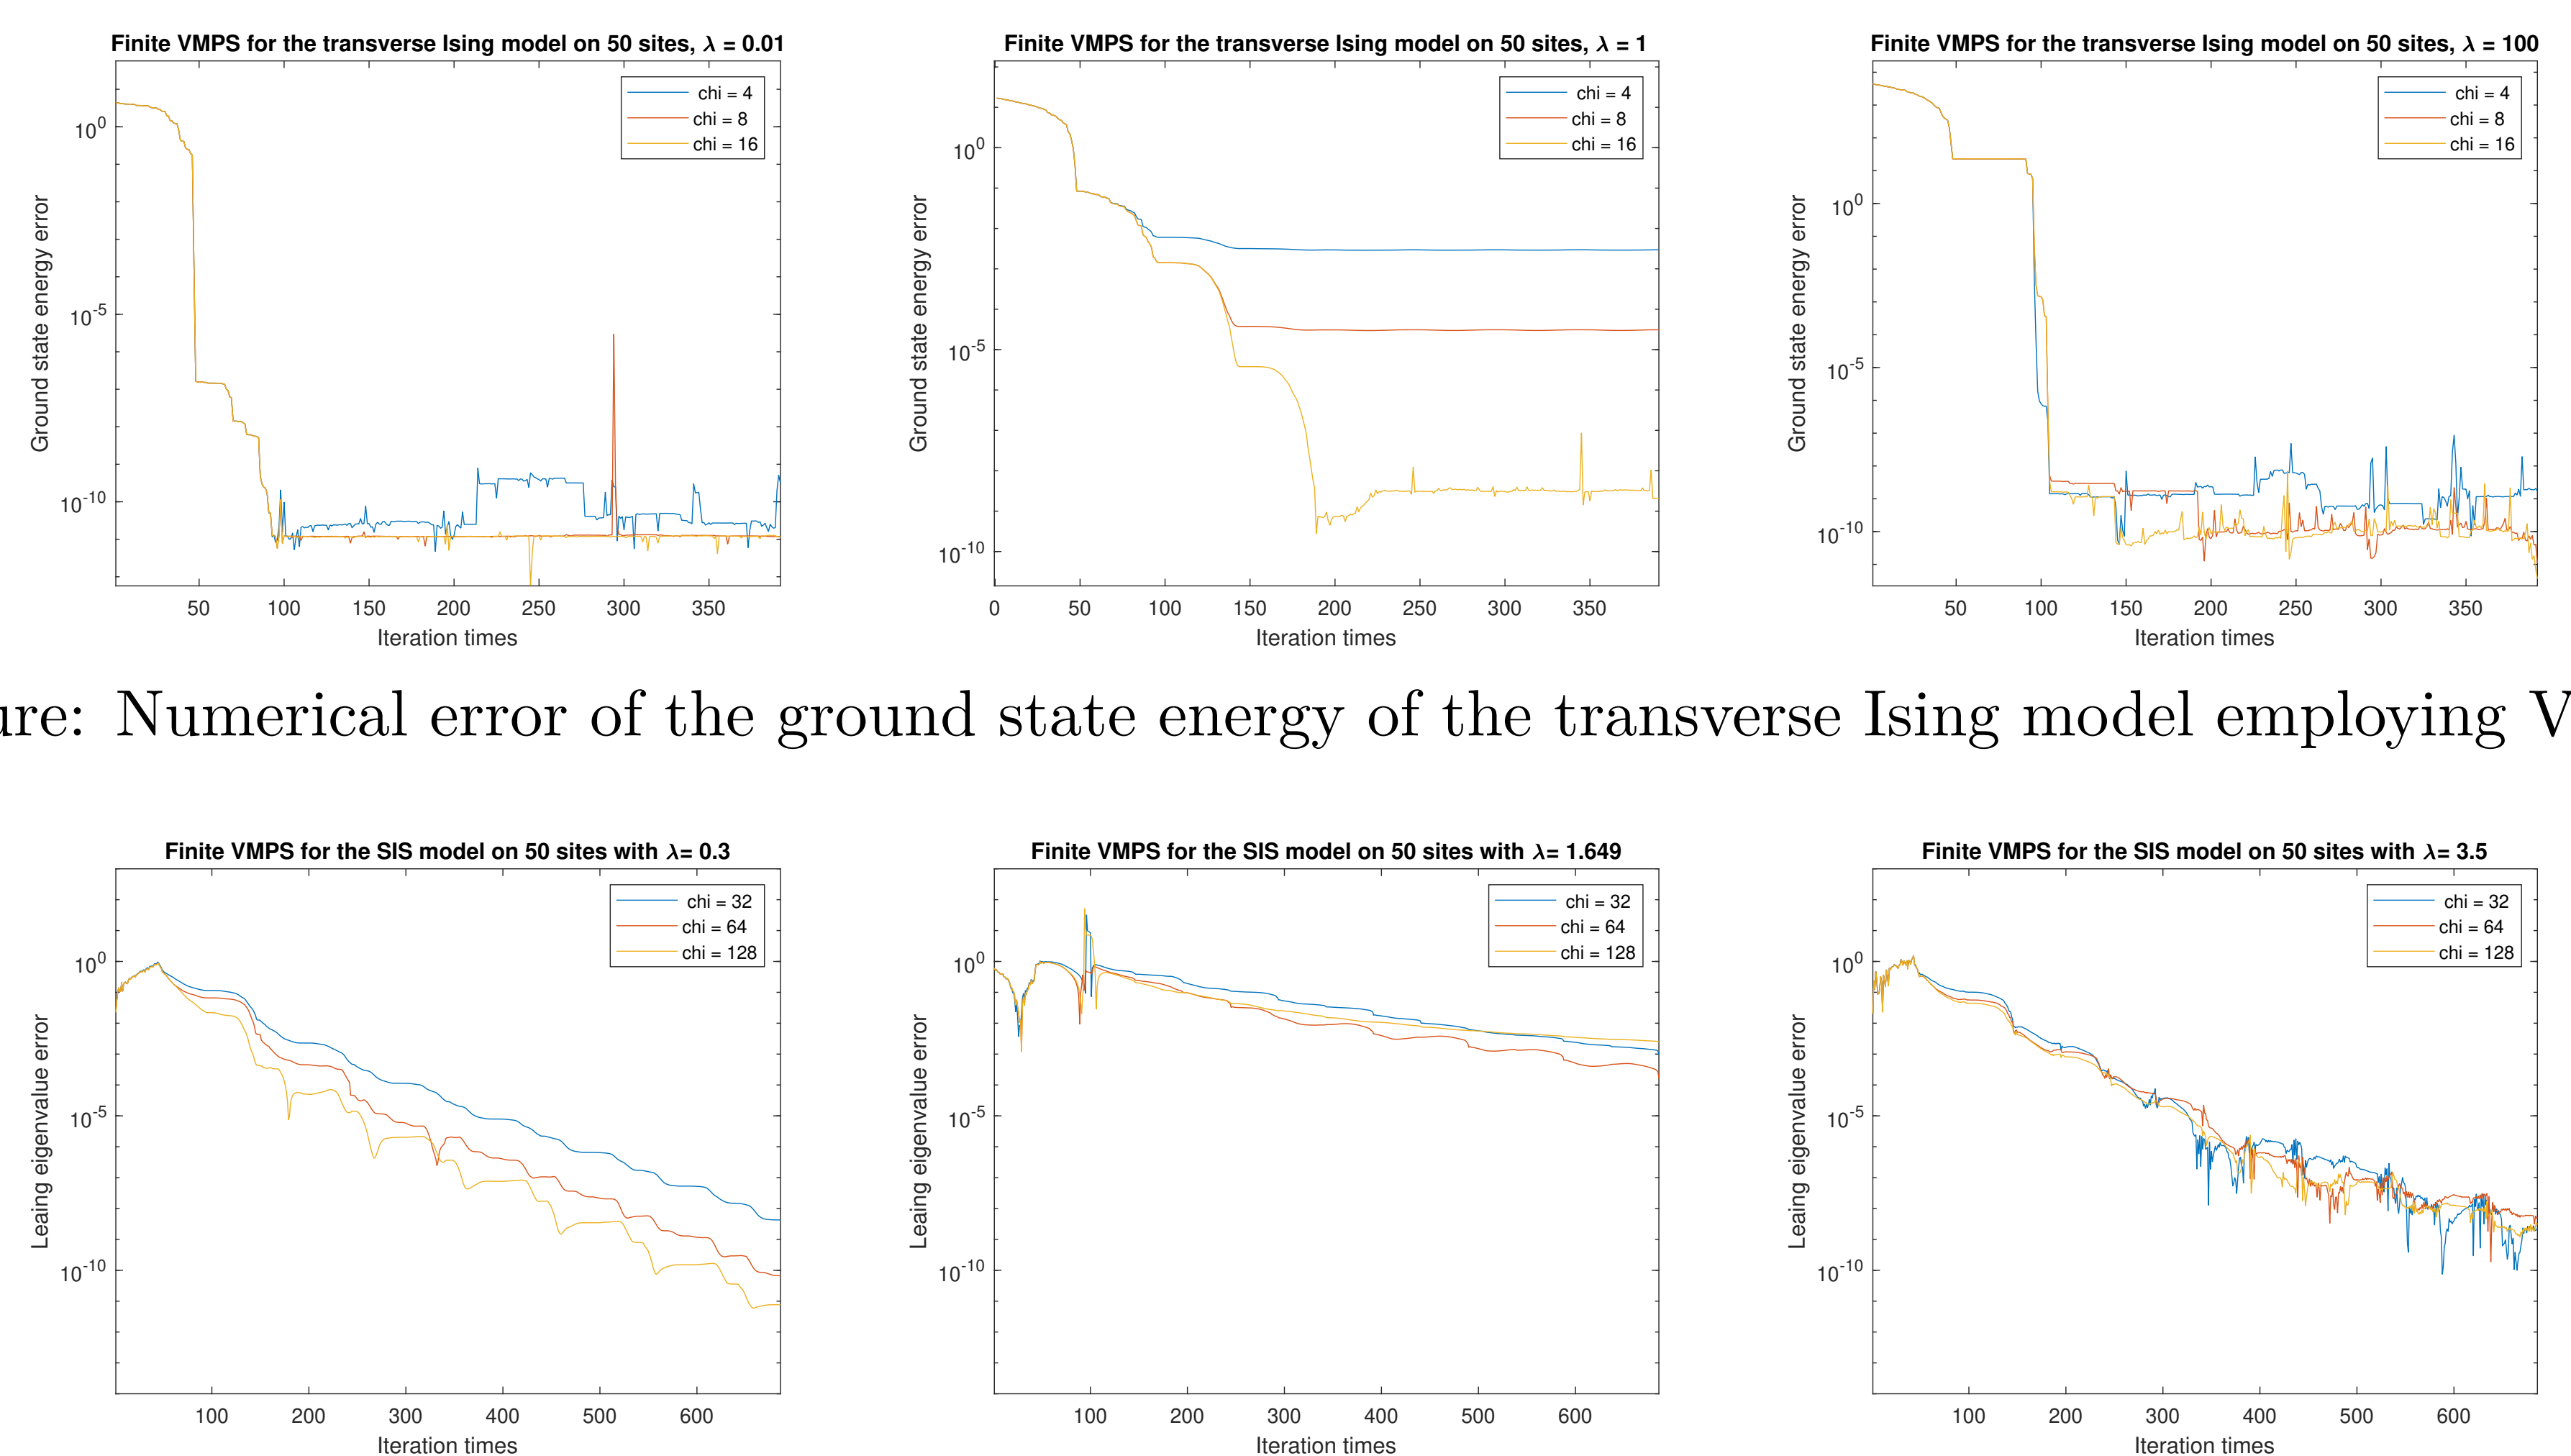 Finite VMPS for the transverse Ising model on 50 sites, λ = 0.01
chi = 4
chi = 8
chi = 16
10^0
10^-5
10^-10
Ground state energy error
50 100 150 200 250 300 350
Iteration times
Finite VMPS for the transverse Ising model on 50 sites, λ = 1
chi = 4
chi = 8
chi = 16
10^0
10^-5
10^-10
Ground state energy error
0 50 100 150 200 250 300 350
Iteration times
Finite VMPS for the transverse Ising model on 50 sites, λ = 100
chi = 4
chi = 8
chi = 16
10^0
10^-5
10^-10
Ground state energy error
50 100 150 200 250 300 350
Iteration times
ure: Numerical error of the ground state energy of the transverse Ising model employing V
Finite VMPS for the SIS model on 50 sites with λ= 0.3
chi = 32
chi = 64
chi = 128
10^0
10^-5
10^-10
Leaing eigenvalue error
100 200 300 400 500 600
Iteration times
Finite VMPS for the SIS model on 50 sites with λ= 1.649
chi = 32
chi = 64
chi = 128
10^0
10^-5
10^-10
Leaing eigenvalue error
100 200 300 400 500 600
Iteration times
Finite VMPS for the SIS model on 50 sites with λ= 3.5
chi = 32
chi = 64
chi = 128
10^0
10^-5
10^-10
Leaing eigenvalue error
100 200 300 400 500 600
Iteration times